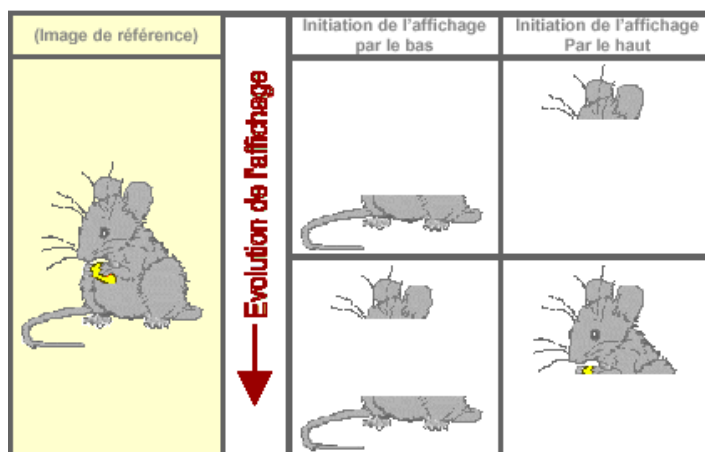 (Image de référence)
Initiation de l'affichage
par le bas
Initiation de l'affichage
Par le haut
Evolution de l'affichage